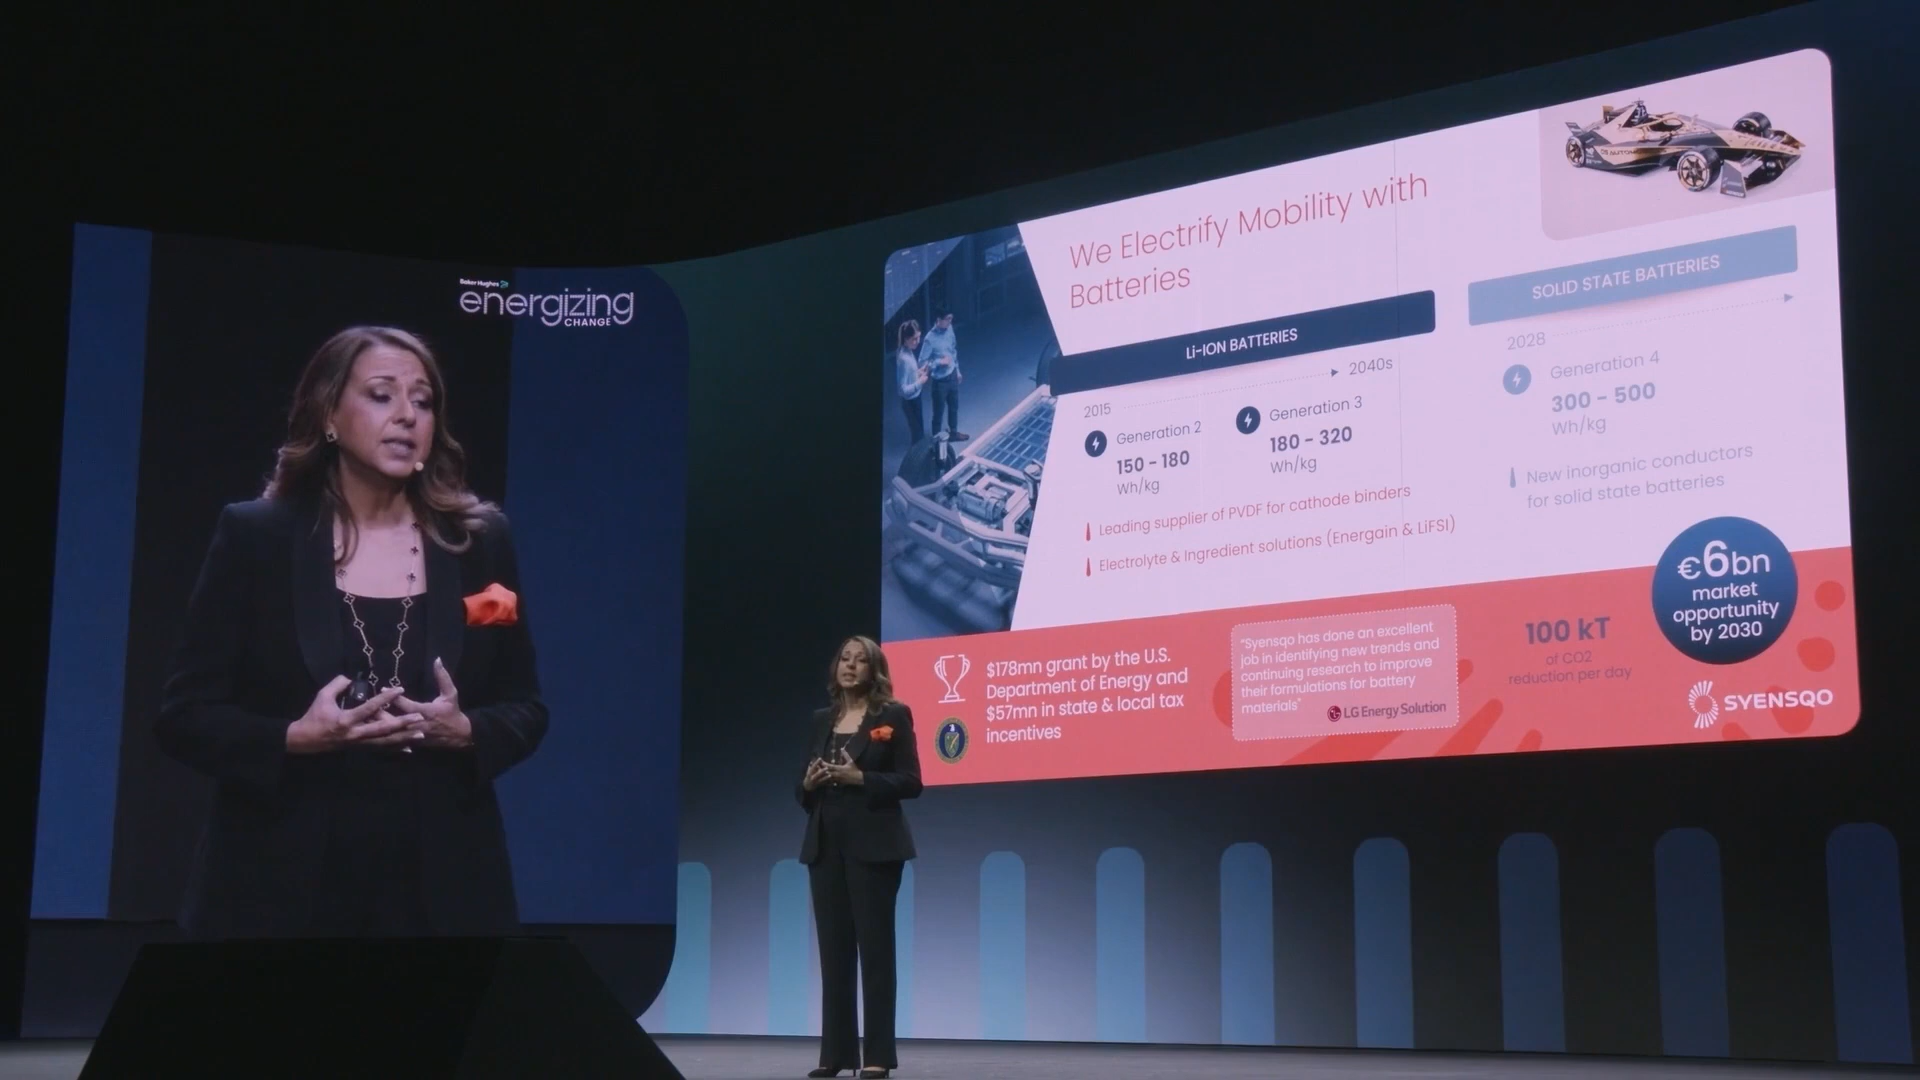 Baker Hughes
energizing
CHANGE
We Electrify Mobility with
Batteries
Li-ION BATTERIES
2015
2040s
Generation 2
150 - 180
Wh/kg
Generation 3
180 - 320
Wh/kg
Leading supplier of PVDF for cathode binders
Electrolyte & Ingredient solutions (Energain & LiFSI)
SOLID STATE BATTERIES
2028
Generation 4
300 - 500
Wh/kg
New inorganic conductors
for solid state batteries
€6bn
market
opportunity
by 2030
$178mn grant by the U.S.
Department of Energy and
$57mn in state & local tax
incentives
"Syensqo has done an excellent
job in identifying new trends and
continuing research to improve
their formulations for battery
materials"
LG Energy Solution
100 kT
of CO2
reduction per day
SYENSQO